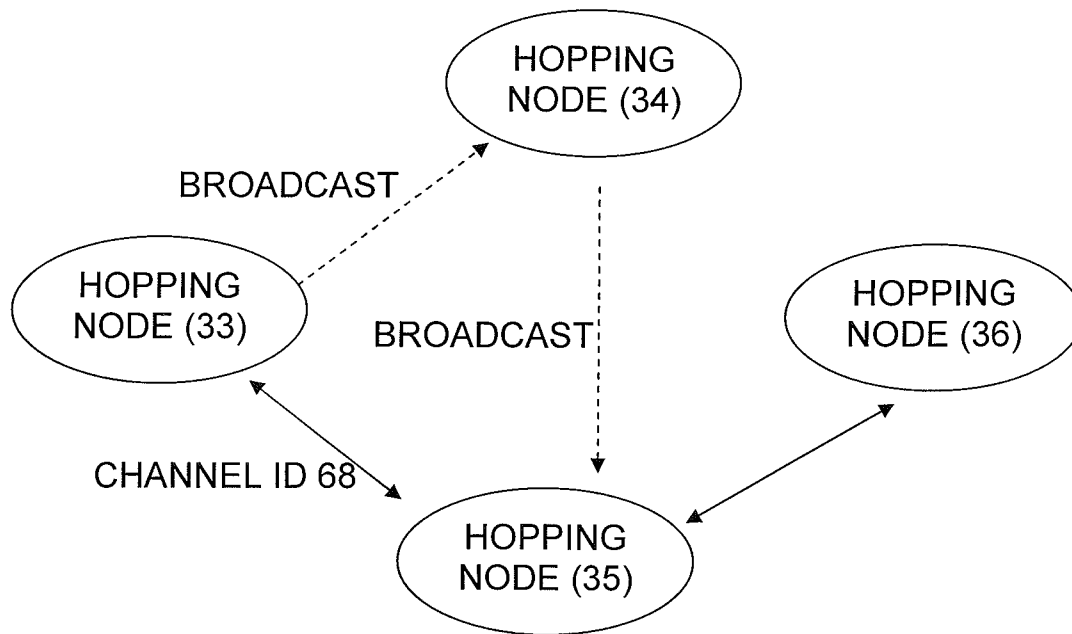 HOPPING
NODE (34)
BROADCAST
HOPPING
NODE (33)
BROADCAST
HOPPING
NODE (36)
CHANNEL ID 68
HOPPING
NODE (35)